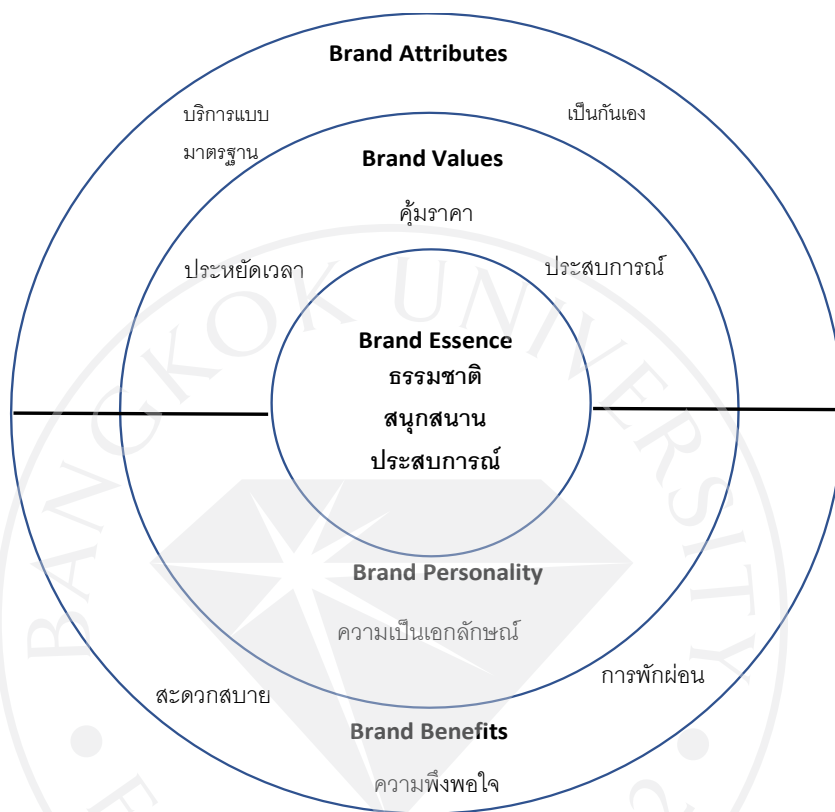 Brand Attributes
บริการแบบ
มาตรฐาน
เป็นกันเอง
Brand Values
คุ้มราคา
ประหยัดเวลา
ประสบการณ์
Brand Essence
ธรรมชาติ
สนุกสนาน
ประสบการณ์
Brand Personality
ความเป็นเอกลักษณ์
สะดวกสบาย
การพักผ่อน
Brand Benefits
ความพึงพอใจ
BANGKOK UNIVERSITY